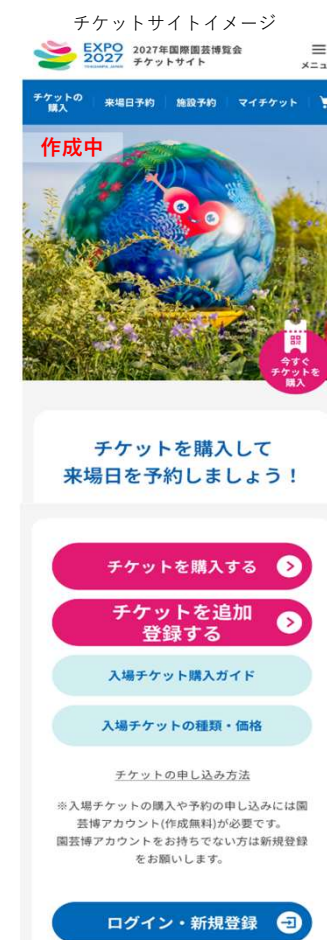 チケットサイトイメージ
EXPO 2027年国際園芸博覧会
2027 チケットサイト
YOKOHAMA JAPAN
メニュ
チケットの
購入
来場日予約
施設予約
マイチケット
作成中
今すぐ
チケットを
購入
チケットを購入して
来場日を予約しましょう！
チケットを購入する
チケットを追加
登録する
入場チケット購入ガイド
入場チケットの種類・価格
チケットの申し込み方法
※入場チケットの購入や予約の申し込みには園
芸博アカウント(作成無料)が必要です。
園芸博アカウントをお持ちでない方は新規登録
をお願いします。
ログイン・新規登録